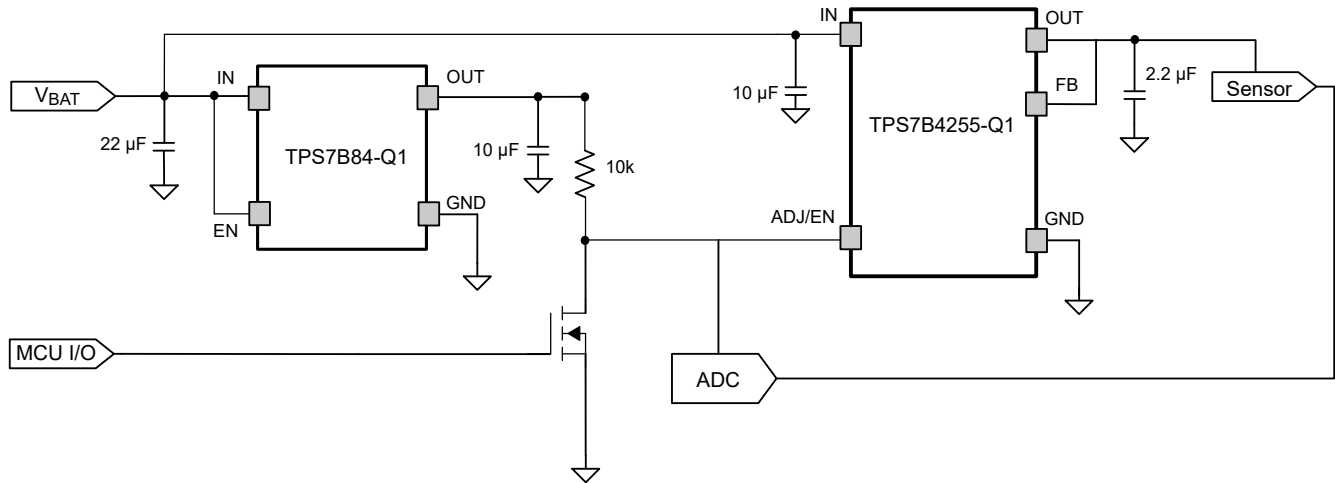 IN
OUT
V_BAT
IN
OUT
FB
2.2 µF
Sensor
10 µF
TPS7B4255-Q1
22 µF
TPS7B84-Q1
10 µF
10k
GND
EN
ADJ/EN
GND
MCU I/O
ADC